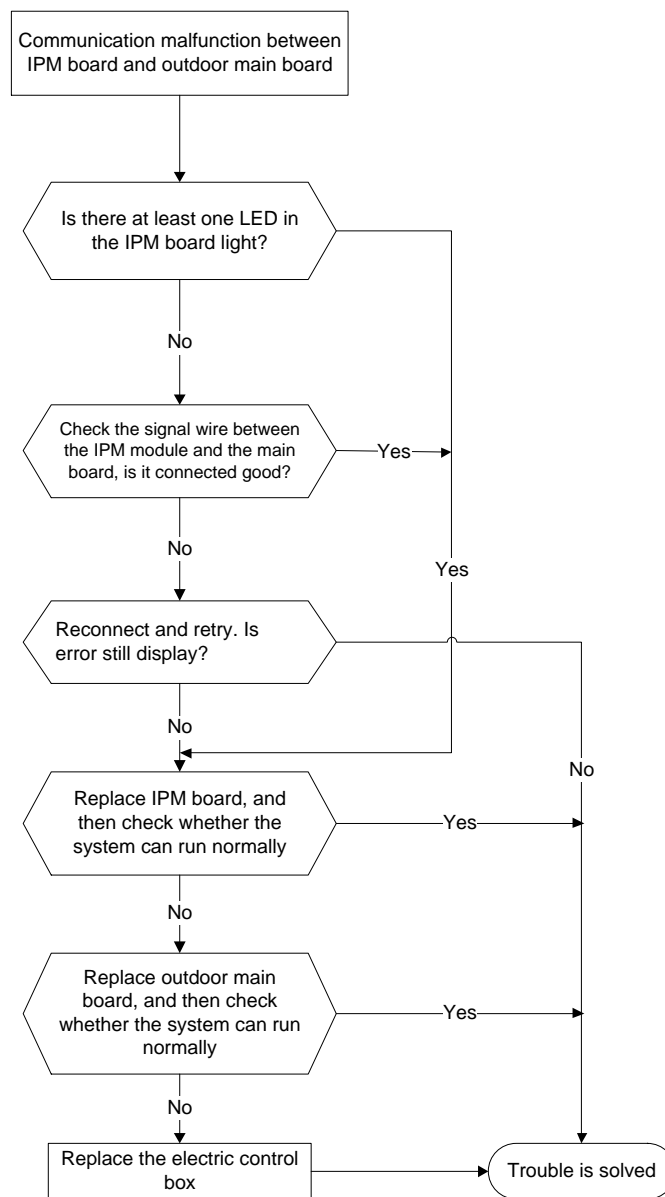 Communication malfunction between
IPM board and outdoor main board
Is there at least one LED in
the IPM board light?
No
Check the signal wire between
the IPM module and the main
board, is it connected good?
Yes
No
Yes
Reconnect and retry. Is
error still display?
No
No
Replace IPM board, and
then check whether the
system can run normally
Yes
No
Replace outdoor main
board, and then check
whether the system can run
normally
Yes
No
Replace the electric control
box
Trouble is solved